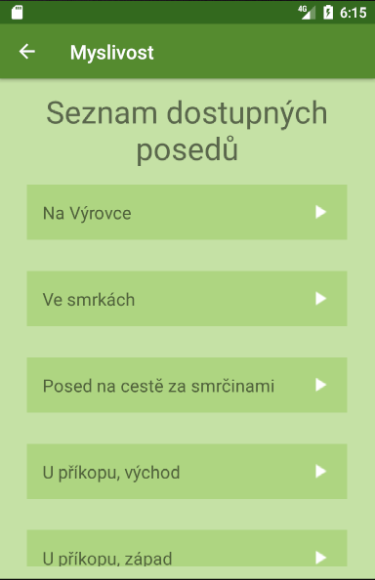 4G 6:15
Myslivost
Seznam dostupných
posedů
Na Výrovce
Ve smrkách
Posed na cestě za smrčinami
U příkopu, východ
U příkopu, západ